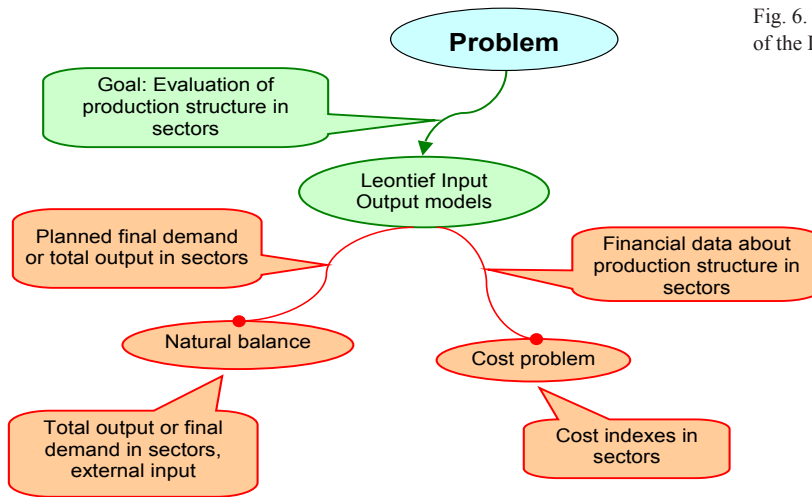 Fig. 6.
of the
Problem
Goal: Evaluation of
production structure in
sectors
Leontief Input
Output models
Planned final demand
or total output in sectors
Financial data about
production structure in
sectors
Natural balance
Cost problem
Total output or final
demand in sectors,
external input
Cost indexes in
sectors